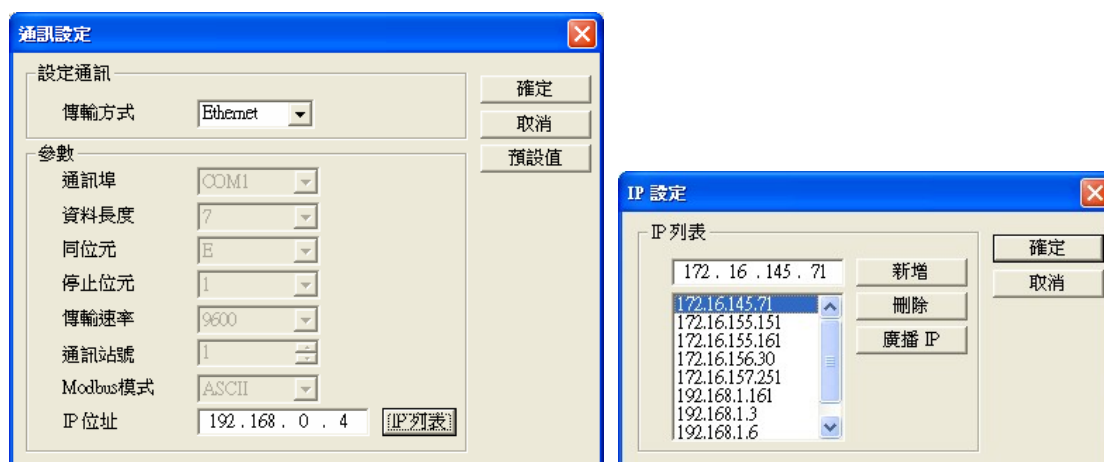 通訊設定
設定通訊
傳輸方式 Ethernet
確定
取消
預設值
參數
通訊埠 COM1
資料長度 7
同位元 E
停止位元 1
傳輸速率 9600
通訊站號 1
Modbus模式 ASCII
IP 位址 192 . 168 . 0 . 4 IP 列表
IP 設定
IP 列表
172 . 16 . 145 . 71 新增
刪除
廣播 IP
172.16.145.71
172.16.155.151
172.16.155.161
172.16.156.30
172.16.157.251
192.168.1.161
192.168.1.3
192.168.1.6
確定
取消